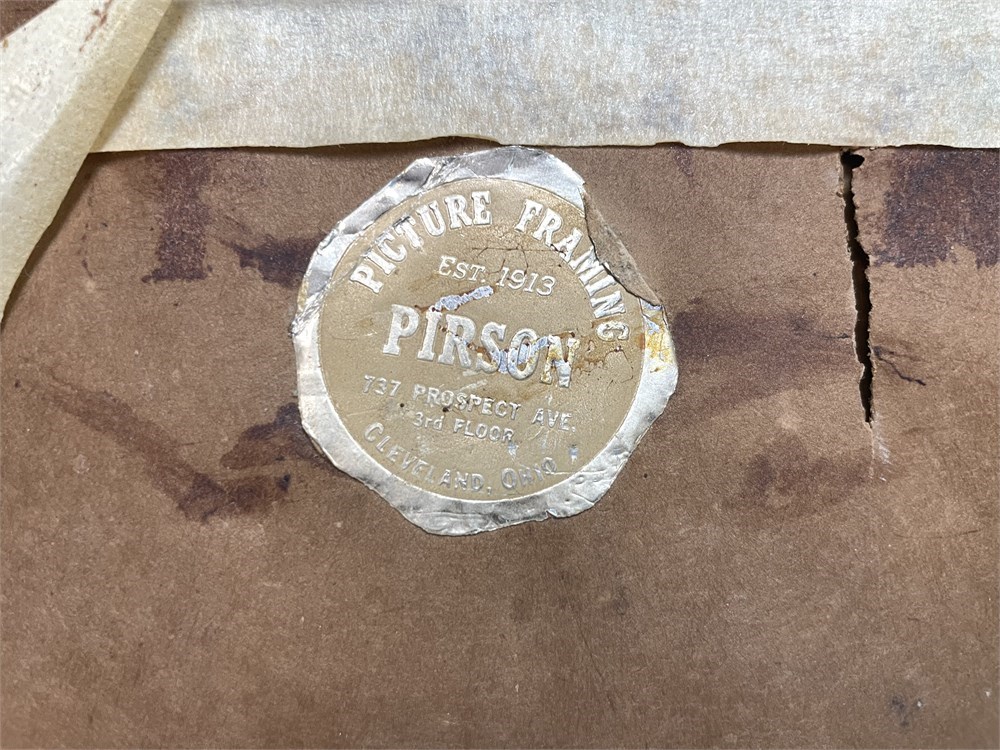 PICTURE FRAMING
EST. 1913
PIRSON
737 PROSPECT AVE.
3rd FLOOR
CLEVELAND, OHIO